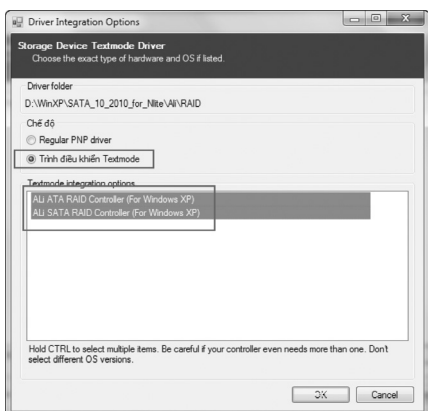 Driver Integration Options
Storage Device Textmode Driver
Choose the exact type of hardware and OS if listed.
Driver folder
D:\WinXP\SATA_10_2010_for_Nlite\Ali\RAID
Chế độ
Regular PNP driver
Trình điều khiển Textmode
Textmode integration options
ALi ATA RAID Controller (For Windows XP)
ALi SATA RAID Controller (For Windows XP)
Hold CTRL to select multiple items. Be careful if your controller even needs more than one. Don't
select different OS versions.
OK
Cancel